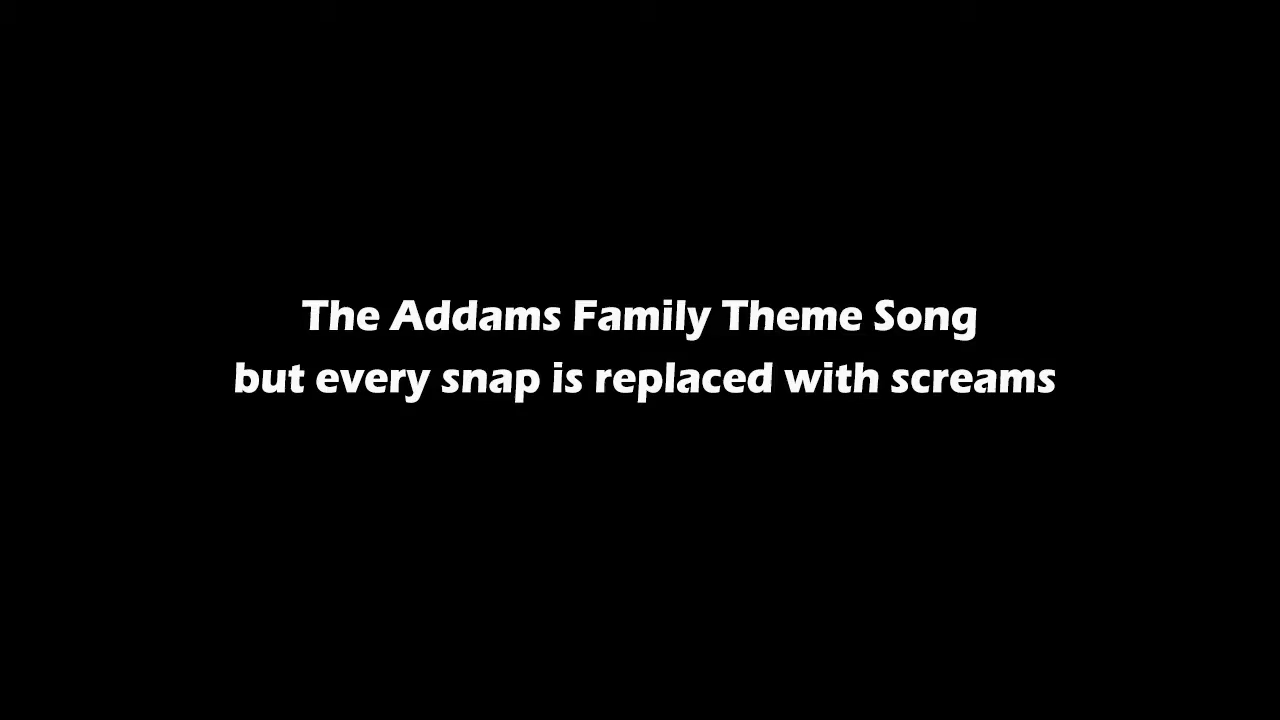 The Addams Family Theme Song
but every snap is replaced with screams